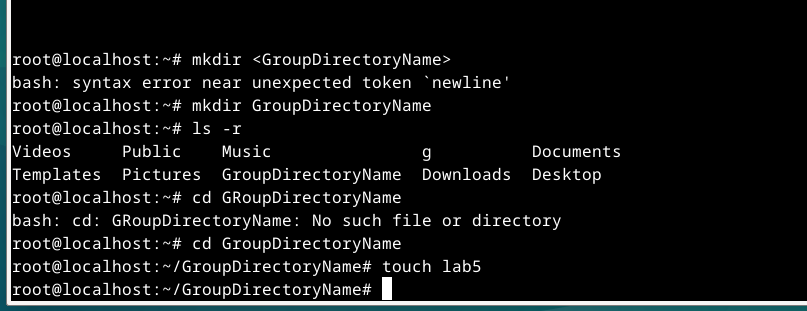 root@localhost:~# mkdir <GroupDirectoryName>
bash: syntax error near unexpected token `newline'
root@localhost:~# mkdir GroupDirectoryName
root@localhost:~# ls -r
Videos     Public    Music               g          Documents
Templates  Pictures  GroupDirectoryName  Downloads  Desktop
root@localhost:~# cd GRoupDirectoryName
bash: cd: GRoupDirectoryName: No such file or directory
root@localhost:~# cd GroupDirectoryName
root@localhost:~/GroupDirectoryName# touch lab5
root@localhost:~/GroupDirectoryName#